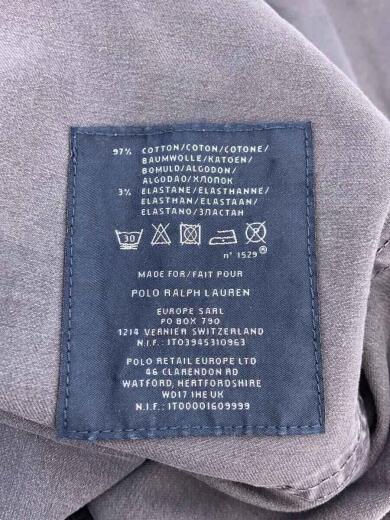 97% COTTON/COTON/COTONE/
BAUMWOLLE/KATOEN/
BOMULD/ALGODON/
ALGODAO/ХЛОПОК
3% ELASTANE/ELASTHANNE/
ELASTHAN/ELASTAAN/
ELASTANO/ЭЛАСТАН
30
n° 1529 ®
MADE FOR/FAIT POUR
POLO RALPH LAUREN
EUROPE SARL
PO BOX 790
1214 VERNIER SWITZERLAND
N.I.F.: IT03945310963
POLO RETAIL EUROPE LTD
46 CLARENDON RD
WATFORD, HERTFORDSHIRE
WD17 1HE UK
N.I.F.: IT00001609999